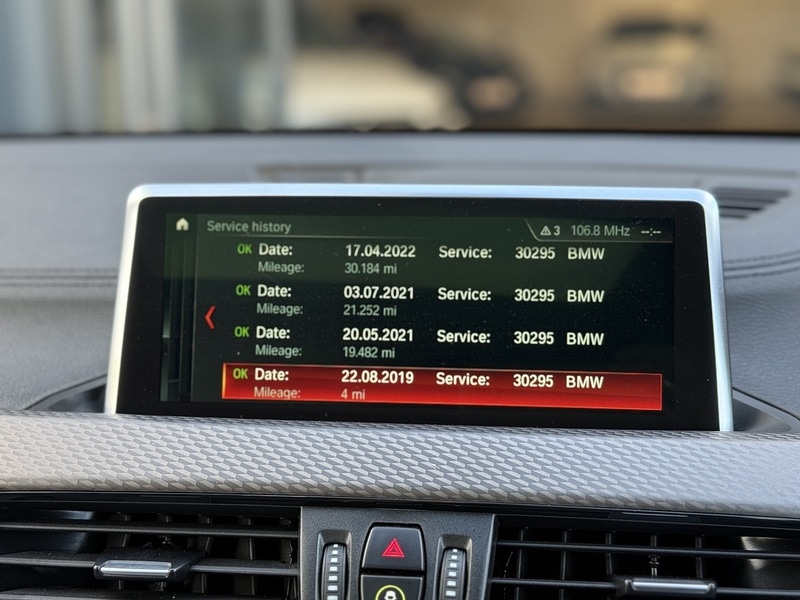 Service history 3 106.8 MHz --:--
OK Date: 17.04.2022 Service: 30295 BMW
Mileage: 30.184 mi
OK Date: 03.07.2021 Service: 30295 BMW
Mileage: 21.252 mi
OK Date: 20.05.2021 Service: 30295 BMW
Mileage: 19.482 mi
OK Date: 22.08.2019 Service: 30295 BMW
Mileage: 4 mi